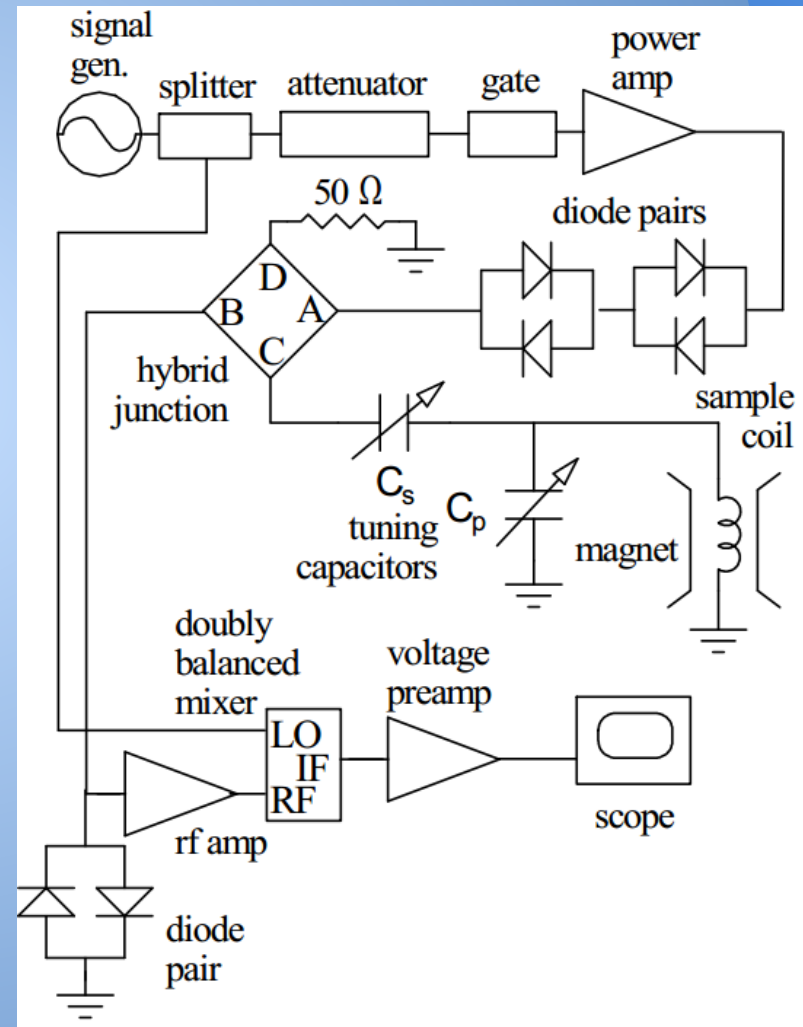 signal
gen.
splitter
attenuator
gate
power
amp
50 Ω
diode pairs
D
B
A
C
hybrid
junction
sample
coil
Cs
Cp
tuning
capacitors
magnet
doubly
balanced
mixer
voltage
preamp
LO
IF
RF
rf amp
scope
diode
pair